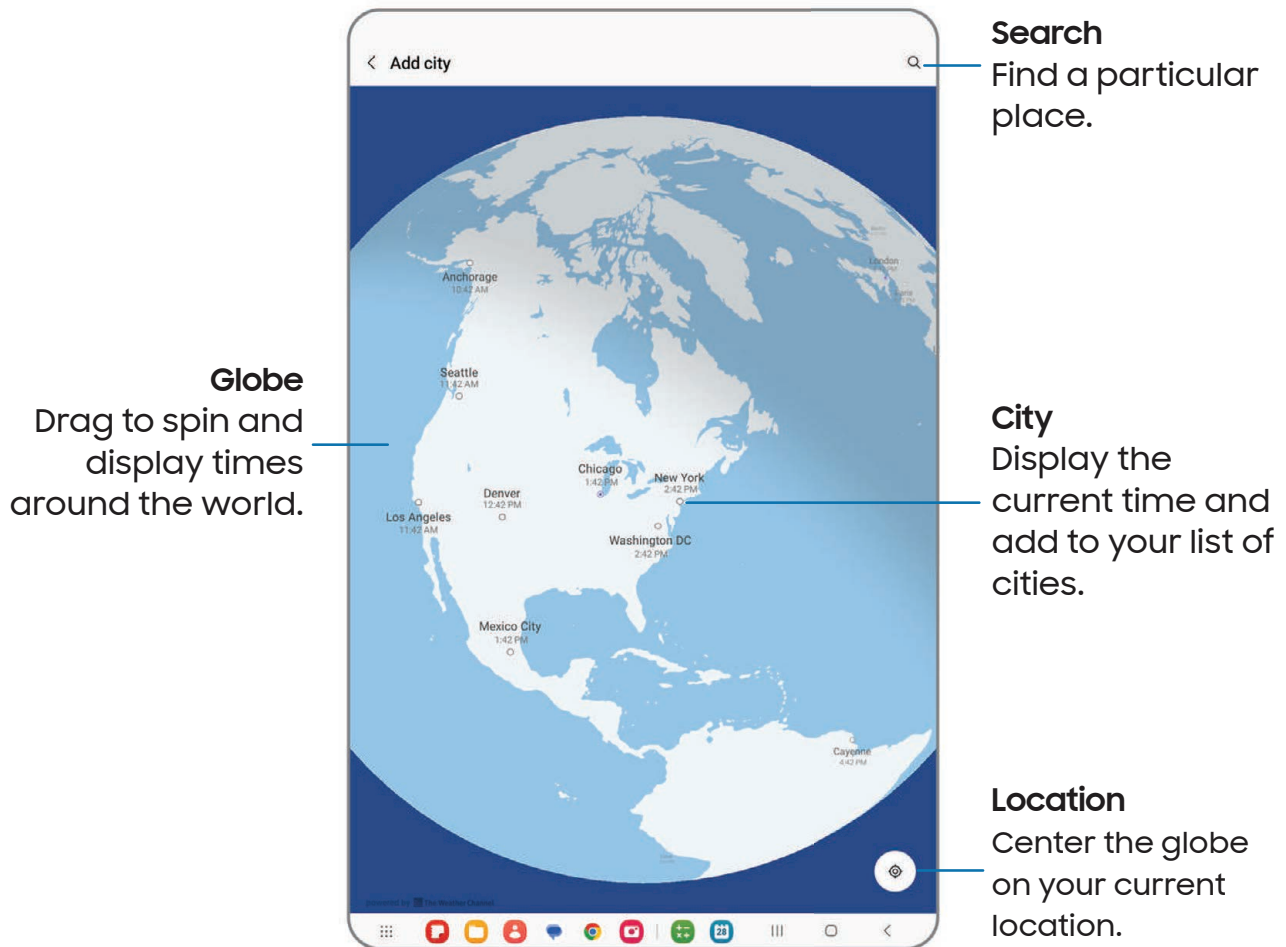 Search
Find a particular
place.
Add city
London
Anchorage
10:42 AM
Seattle
11:42 AM
Globe
Drag to spin and
display times
around the world.
City
Display the
current time and
add to your list of
cities.
Chicago
1:42 PM
New York
2:42 PM
Denver
12:42 PM
Los Angeles
11:42 AM
Washington DC
2:42 PM
Mexico City
1:42 PM
Cayenne
4:42 PM
Location
Center the globe
on your current
location.
The Weather Channel
28